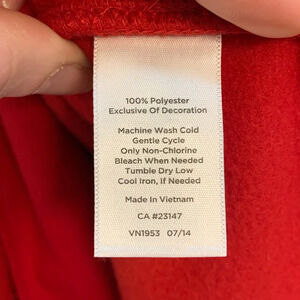 100% Polyester
Exclusive Of Decoration
Machine Wash Cold
Gentle Cycle
Only Non-Chlorine
Bleach When Needed
Tumble Dry Low
Cool Iron, If Needed
Made In Vietnam
CA #23147
VN1953 07/14